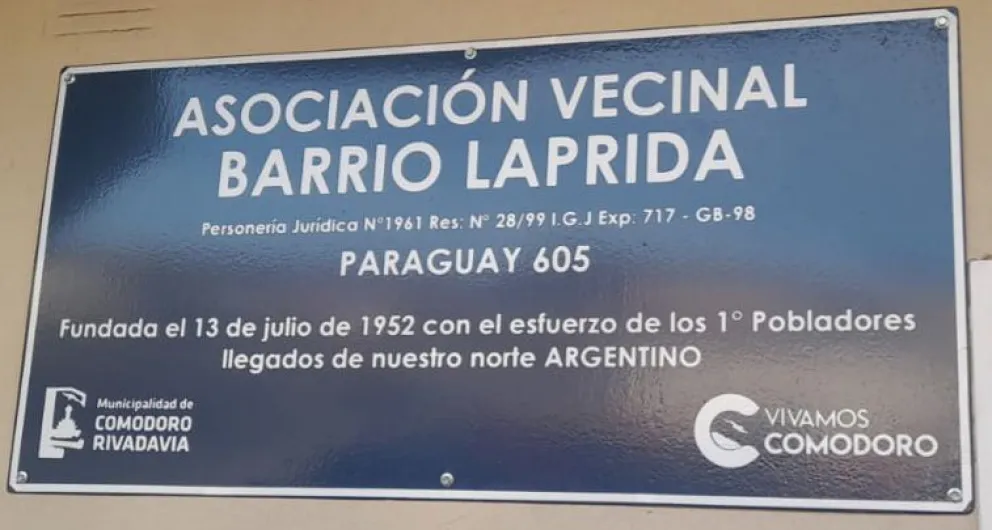 ASOCIACIÓN VECINAL
BARRIO LAPRIDA
Personería Jurídica N°1961 Res: N° 28/99 I.G.J Exp: 717 - GB-98
PARAGUAY 605
Fundada el 13 de julio de 1952 con el esfuerzo de los 1° Pobladores
llegados de nuestro norte ARGENTINO
Municipalidad de
COMODORO
RIVADAVIA
VIVAMOS
COMODORO